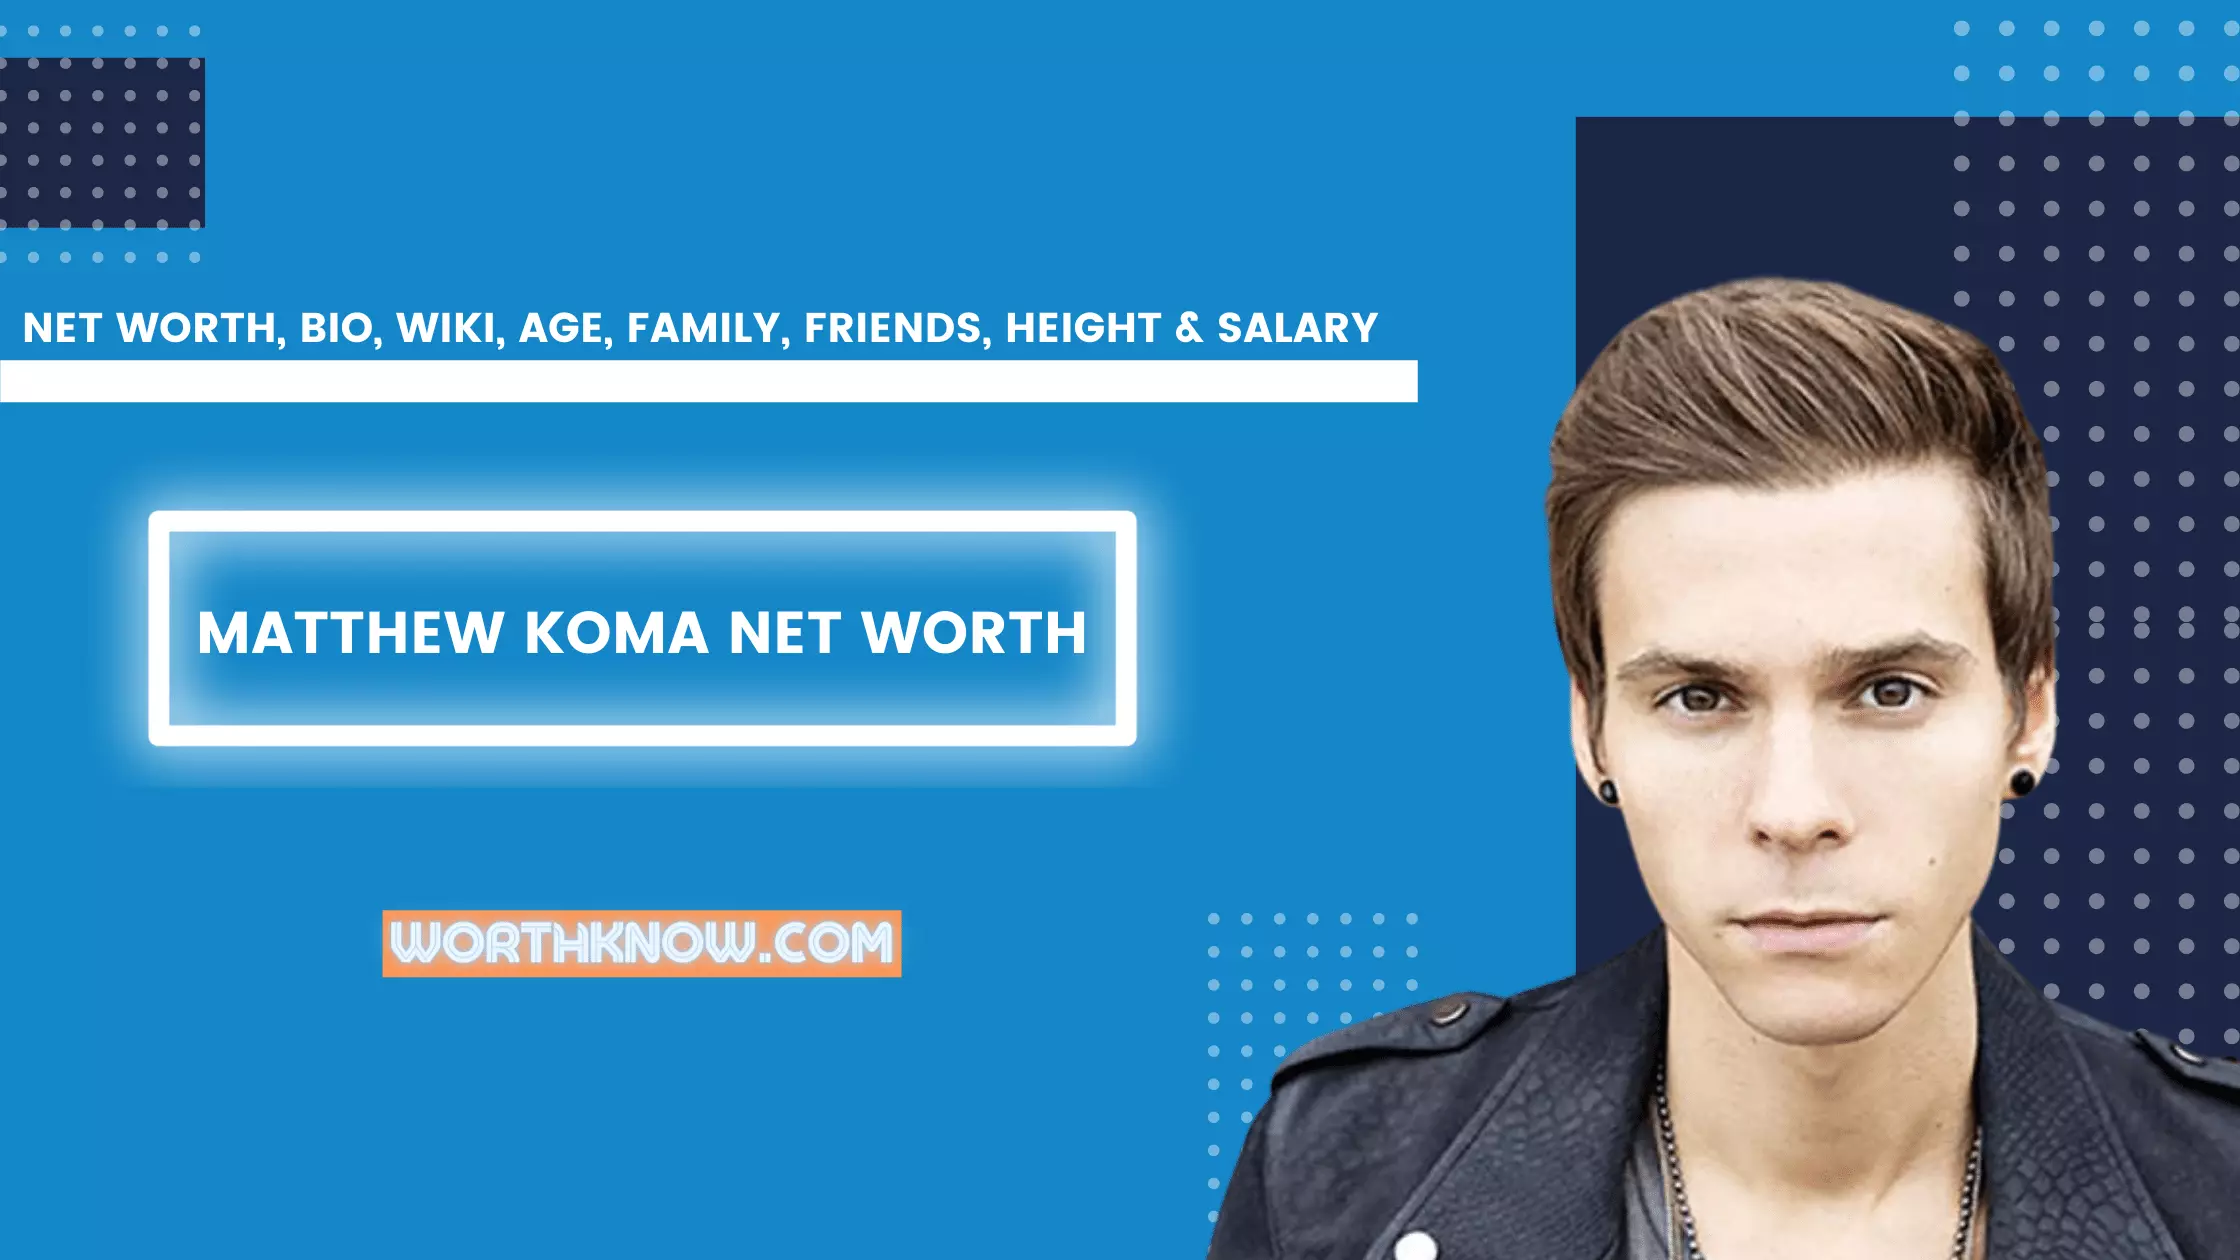 NET WORTH, BIO, WIKI, AGE, FAMILY, FRIENDS, HEIGHT & SALARY
MATTHEW KOMA NET WORTH
WORTHKNOW.COM